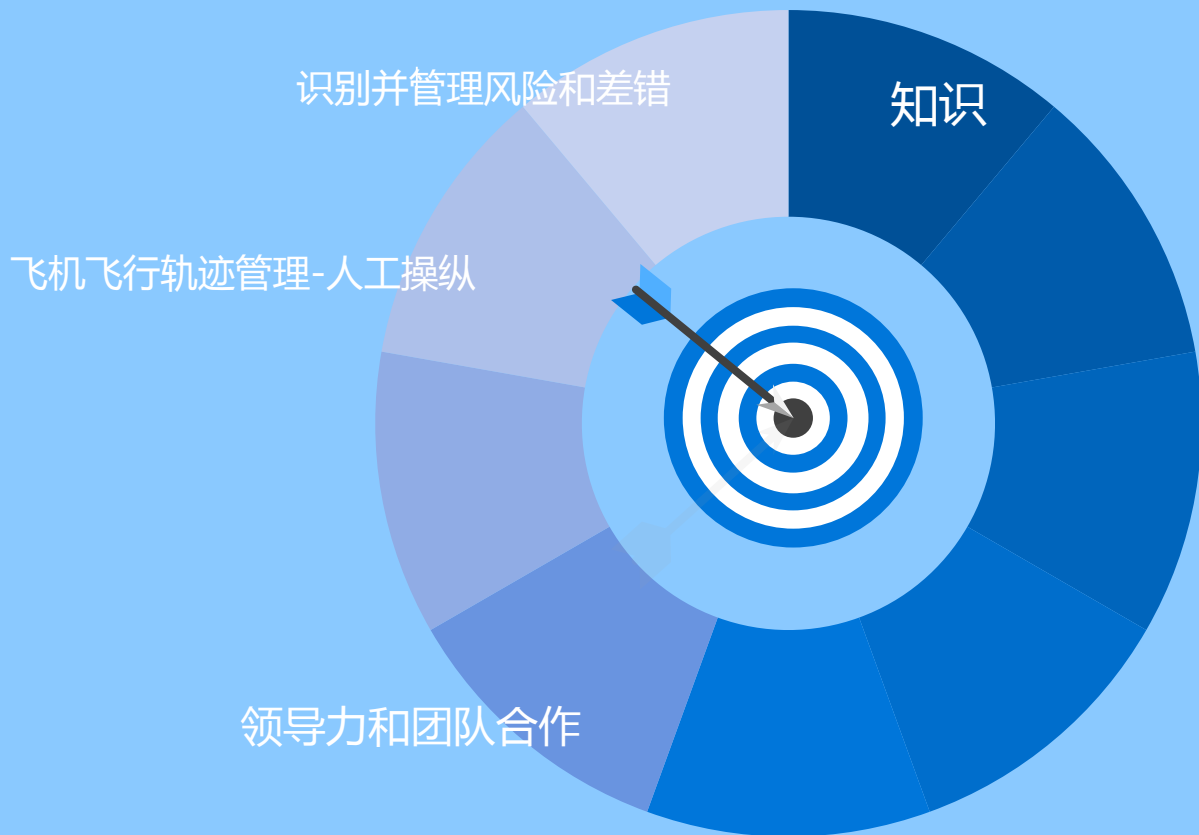 识别并管理风险和差错
知识
飞机飞行轨迹管理-人工操纵
领导力和团队合作